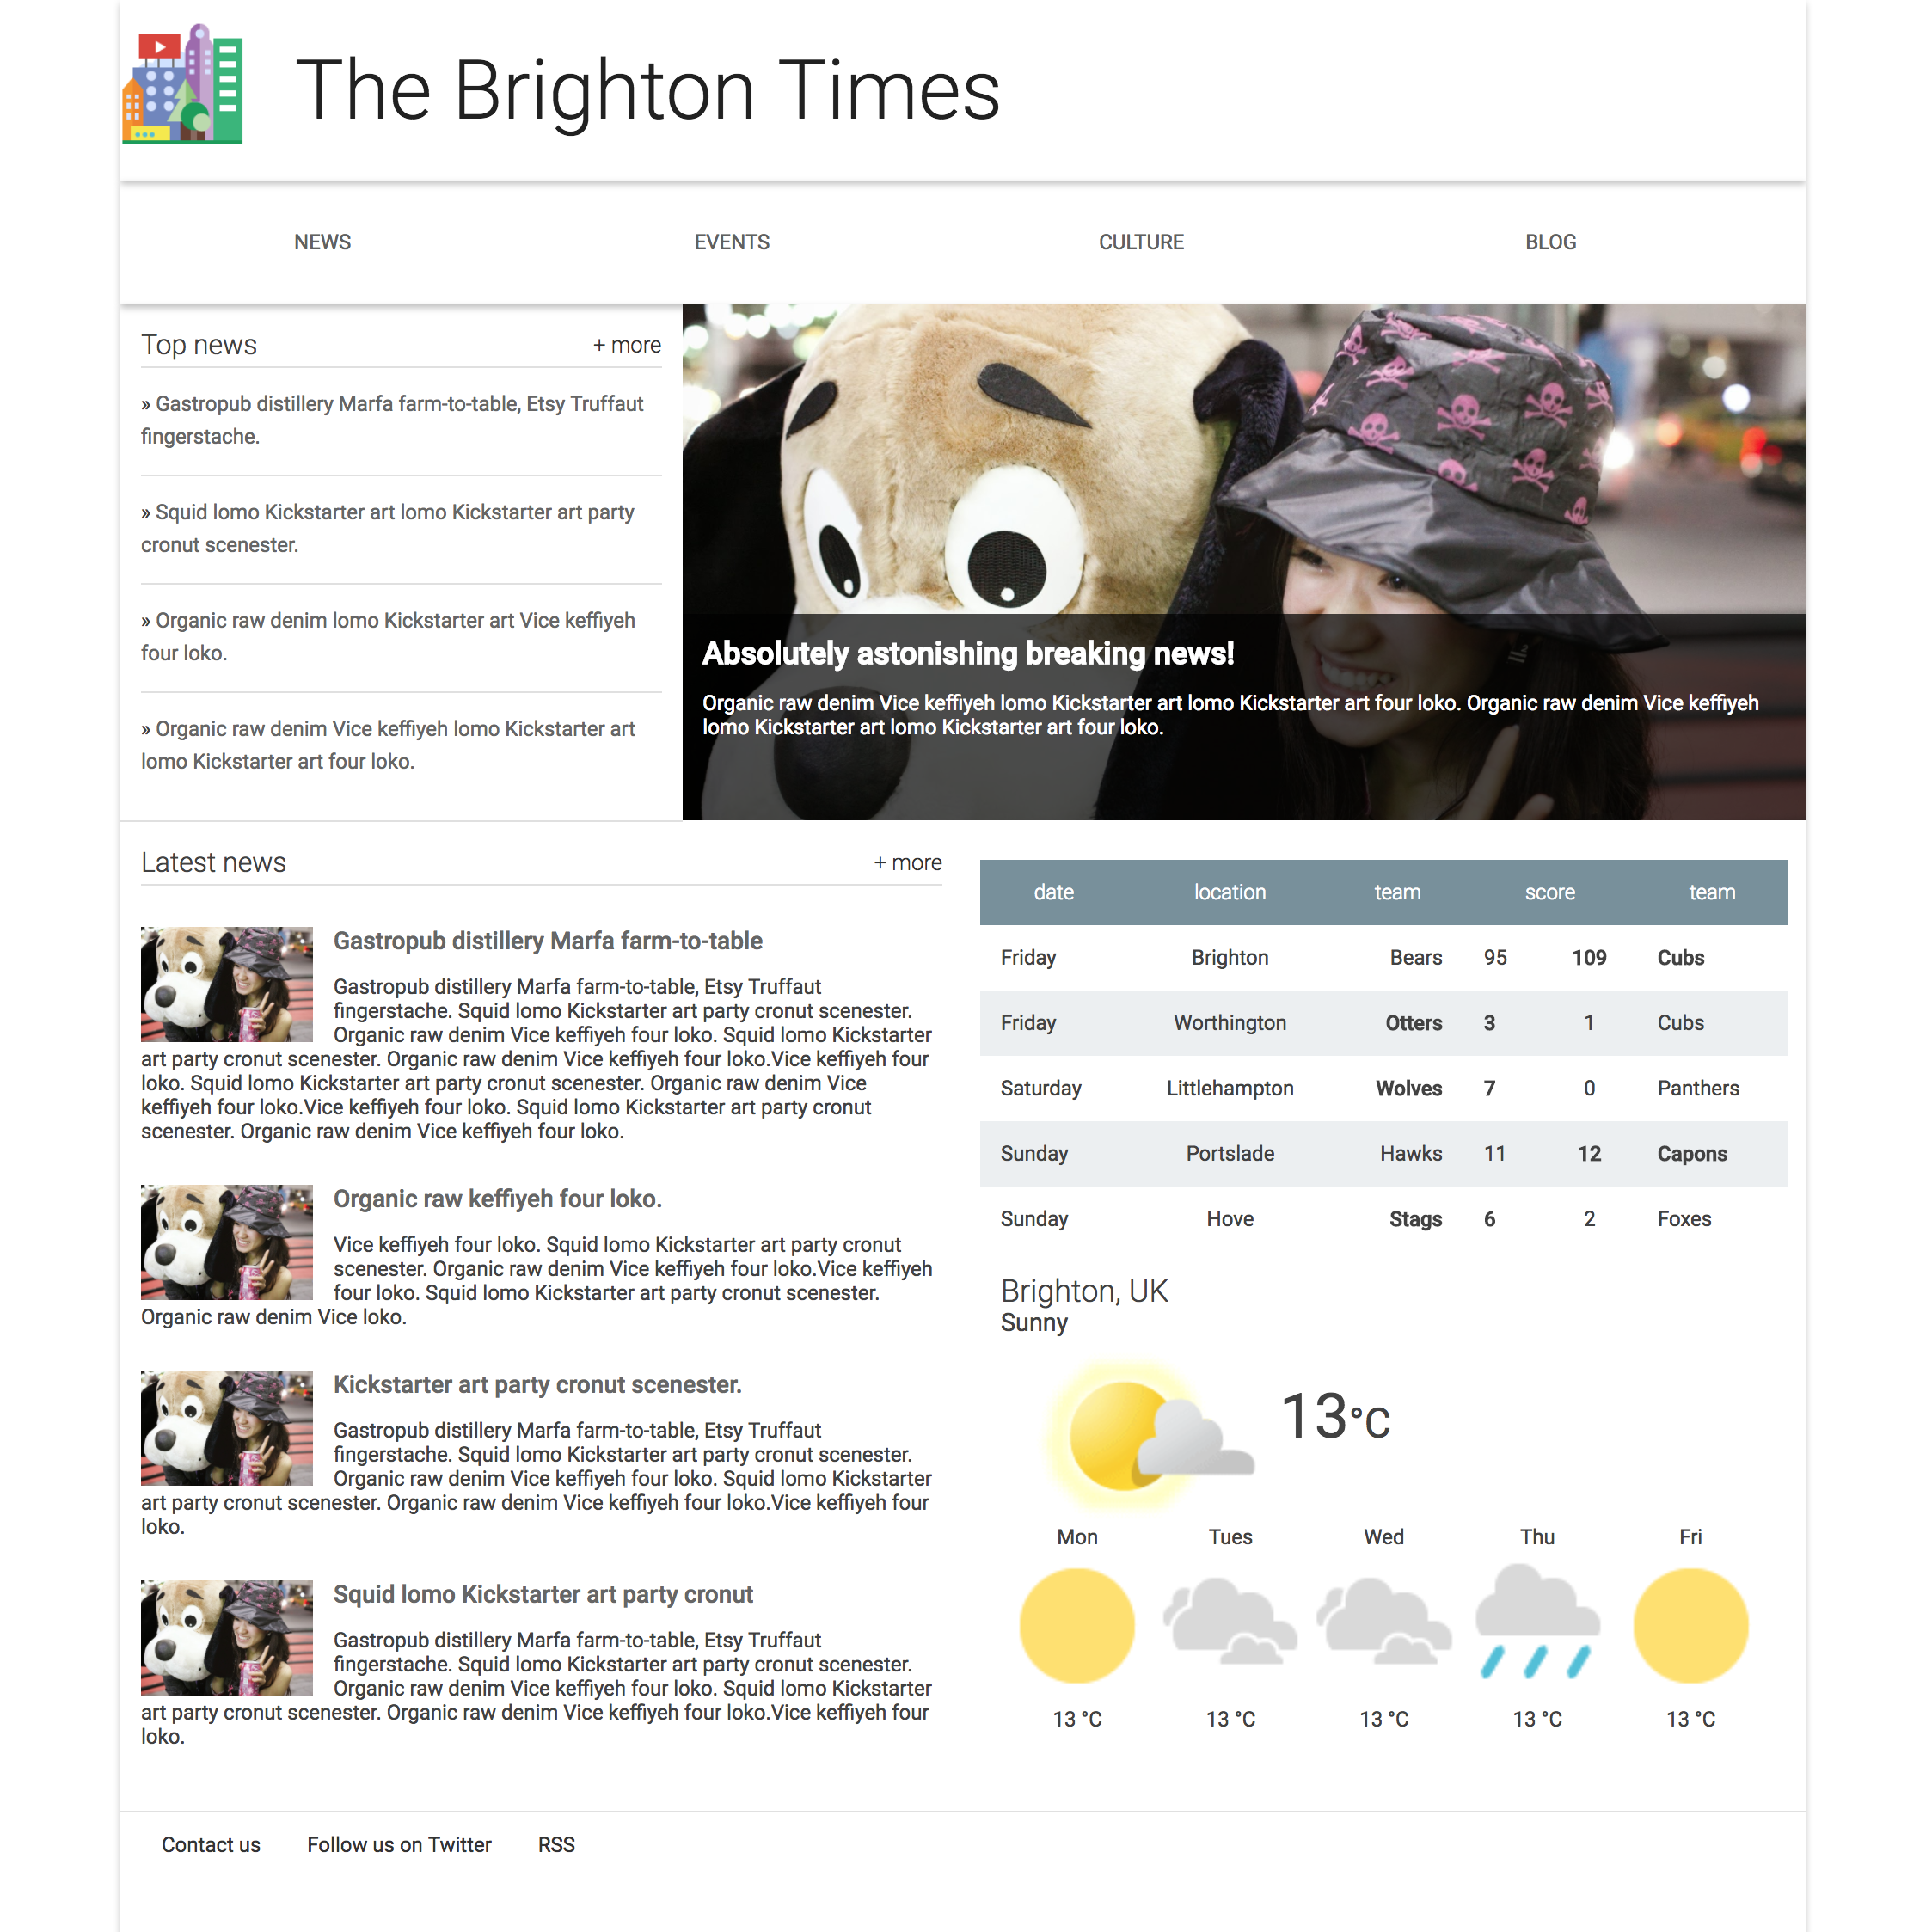 The Brighton Times
NEWS EVENTS CULTURE BLOG
Top news + more
» Gastropub distillery Marfa farm-to-table, Etsy Truffaut
fingerstache.
» Squid lomo Kickstarter art lomo Kickstarter art party
cronut scenester.
» Organic raw denim lomo Kickstarter art Vice keffiyeh
four loko.
» Organic raw denim Vice keffiyeh lomo Kickstarter art
lomo Kickstarter art four loko.
Absolutely astonishing breaking news!
Organic raw denim Vice keffiyeh lomo Kickstarter art lomo Kickstarter art four loko. Organic raw denim Vice keffiyeh
lomo Kickstarter art lomo Kickstarter art four loko.
Latest news + more
Gastropub distillery Marfa farm-to-table
Gastropub distillery Marfa farm-to-table, Etsy Truffaut
fingerstache. Squid lomo Kickstarter art party cronut scenester.
Organic raw denim Vice keffiyeh four loko. Squid lomo Kickstarter
art party cronut scenester. Organic raw denim Vice keffiyeh four loko.Vice keffiyeh four
loko. Squid lomo Kickstarter art party cronut scenester. Organic raw denim Vice
keffiyeh four loko.Vice keffiyeh four loko. Squid lomo Kickstarter art party cronut
scenester. Organic raw denim Vice keffiyeh four loko.
Organic raw keffiyeh four loko.
Vice keffiyeh four loko. Squid lomo Kickstarter art party cronut
scenester. Organic raw denim Vice keffiyeh four loko.Vice keffiyeh
four loko. Squid lomo Kickstarter art party cronut scenester.
Organic raw denim Vice loko.
Kickstarter art party cronut scenester.
Gastropub distillery Marfa farm-to-table, Etsy Truffaut
fingerstache. Squid lomo Kickstarter art party cronut scenester.
Organic raw denim Vice keffiyeh four loko. Squid lomo Kickstarter
art party cronut scenester. Organic raw denim Vice keffiyeh four loko.Vice keffiyeh four
loko.
Squid lomo Kickstarter art party cronut
Gastropub distillery Marfa farm-to-table, Etsy Truffaut
fingerstache. Squid lomo Kickstarter art party cronut scenester.
Organic raw denim Vice keffiyeh four loko. Squid lomo Kickstarter
art party cronut scenester. Organic raw denim Vice keffiyeh four loko.Vice keffiyeh four
loko.
date location team score team
Friday Brighton Bears 95 109 Cubs
Friday Worthington Otters 3 1 Cubs
Saturday Littlehampton Wolves 7 0 Panthers
Sunday Portslade Hawks 11 12 Capons
Sunday Hove Stags 6 2 Foxes
Brighton, UK
Sunny
13°C
Mon Tues Wed Thu Fri
13 °C 13 °C 13 °C 13 °C 13 °C
Contact us Follow us on Twitter RSS